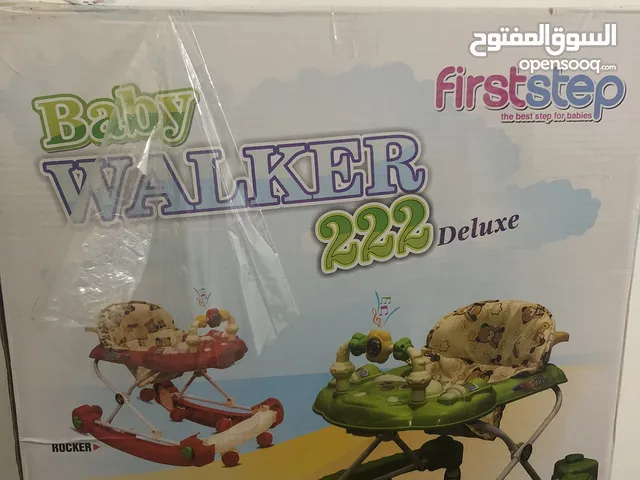 السوق المفتوح
opensooq.com
firststep
the best step for babies
Baby
WALKER
222 Deluxe
ROCKER